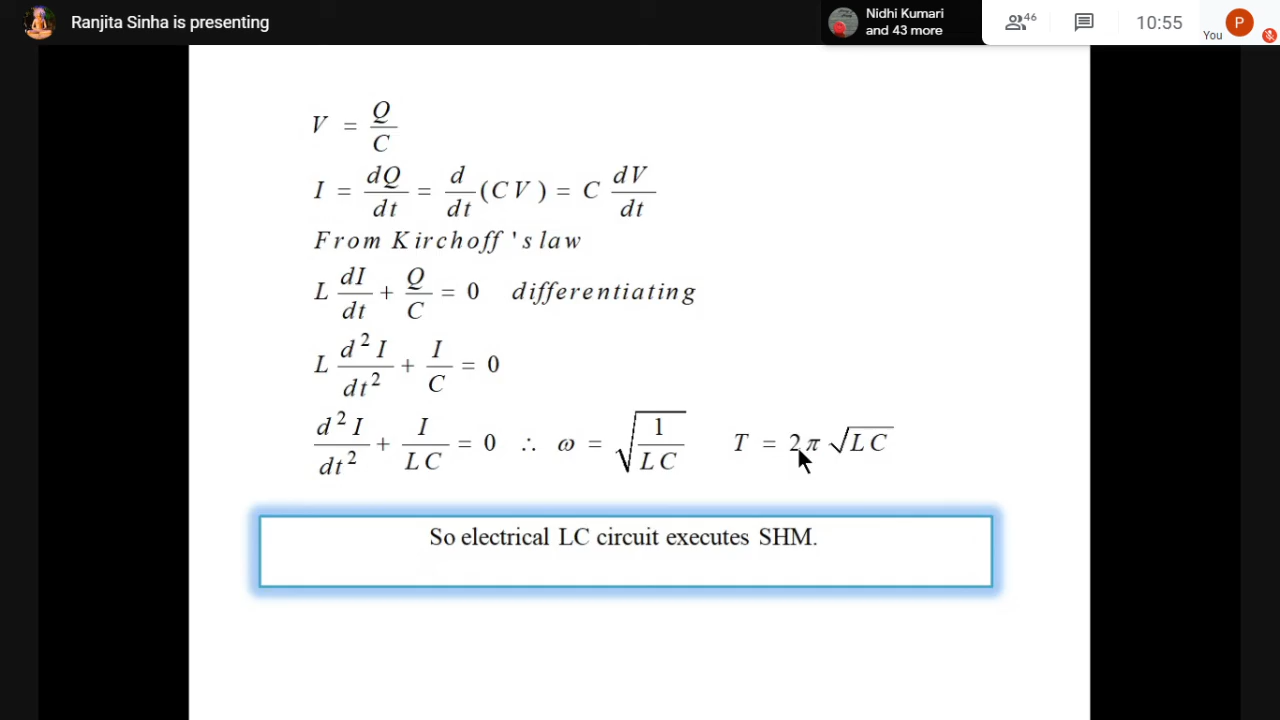 Ranjita Sinha is presenting
Nidhi Kumari
and 43 more
46
10:55
You
P
V = Q/C
I = dQ/dt = d/dt (CV) = C dV/dt
From Kirchoff 's law
L dI/dt + Q/C = 0 differentiating
L d²I/dt² + I/C = 0
d²I/dt² + I/LC = 0 ∴ ω = √(1/LC) T = 2π √LC
So electrical LC circuit executes SHM.